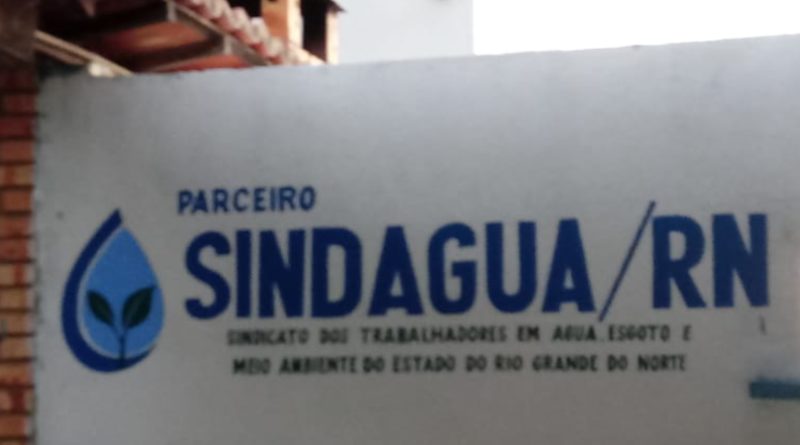 PARCEIRO
SINDAGUA/RN
SINDICATO DOS TRABALHADORES EM AGUA, ESGOTO E
MEIO AMBIENTE DO ESTADO DO RIO GRANDE DO NORTE